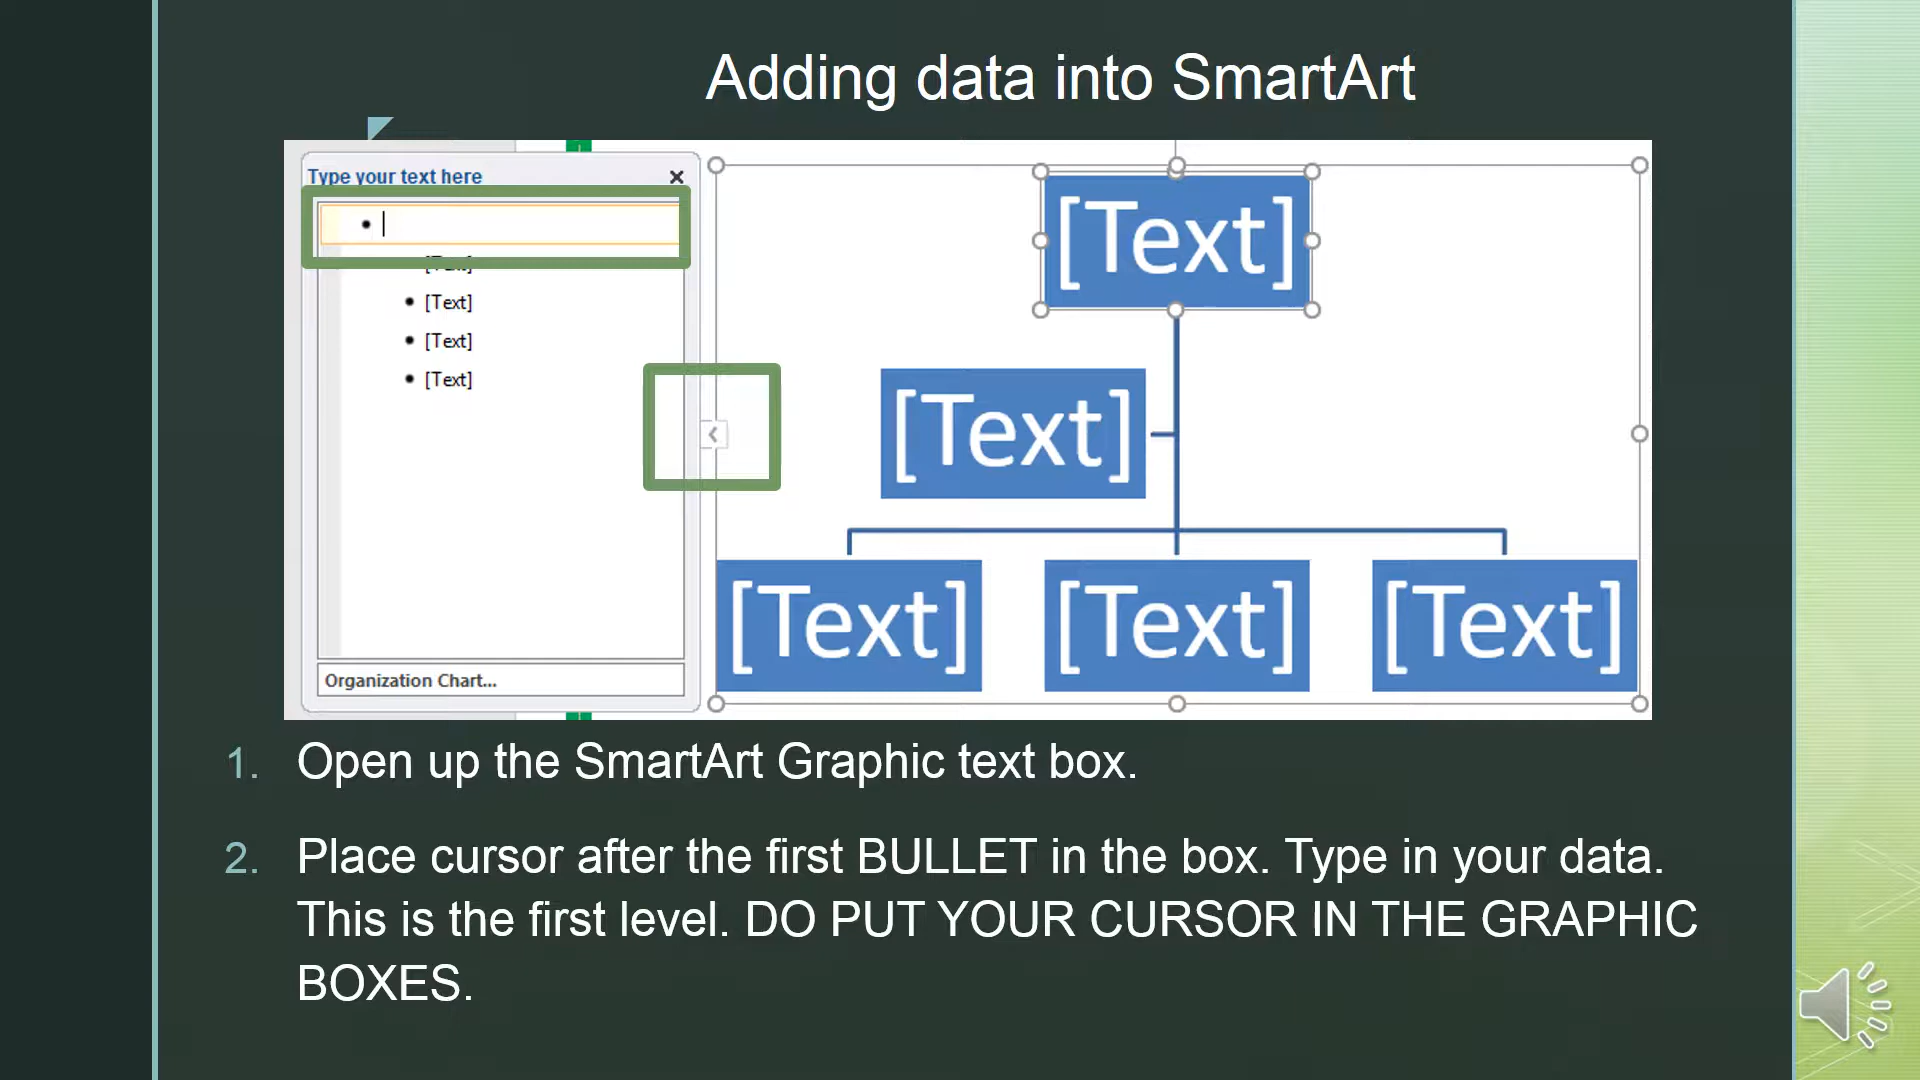 Adding data into SmartArt
Type your text here
[Text]
[Text]
[Text]
[Text]
Organization Chart...
[Text]
[Text]
[Text] [Text] [Text]
1. Open up the SmartArt Graphic text box.
2. Place cursor after the first BULLET in the box. Type in your data.
This is the first level. DO PUT YOUR CURSOR IN THE GRAPHIC
BOXES.